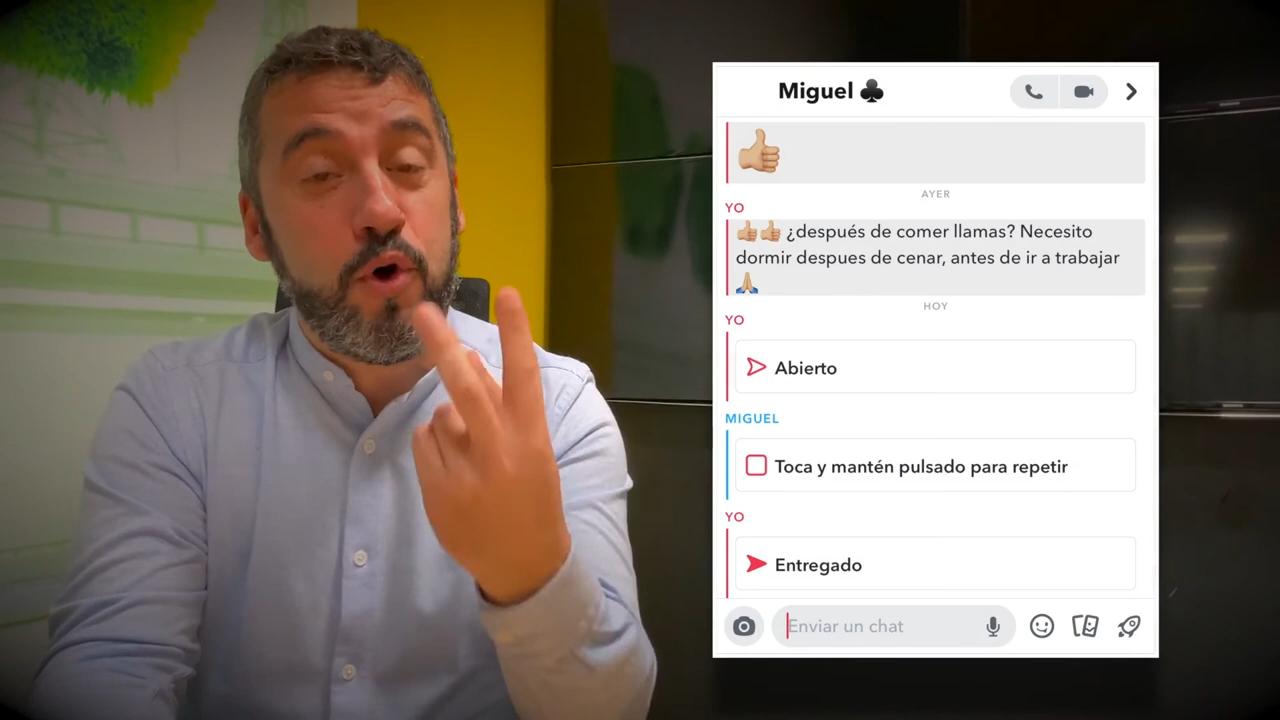 Miguel ♣️
👍🏼
AYER
YO
👍🏼👍🏼 ¿después de comer llamas? Necesito
dormir despues de cenar, antes de ir a trabajar
🙏🏼
HOY
YO
Abierto
MIGUEL
Toca y mantén pulsado para repetir
YO
Entregado
Enviar un chat